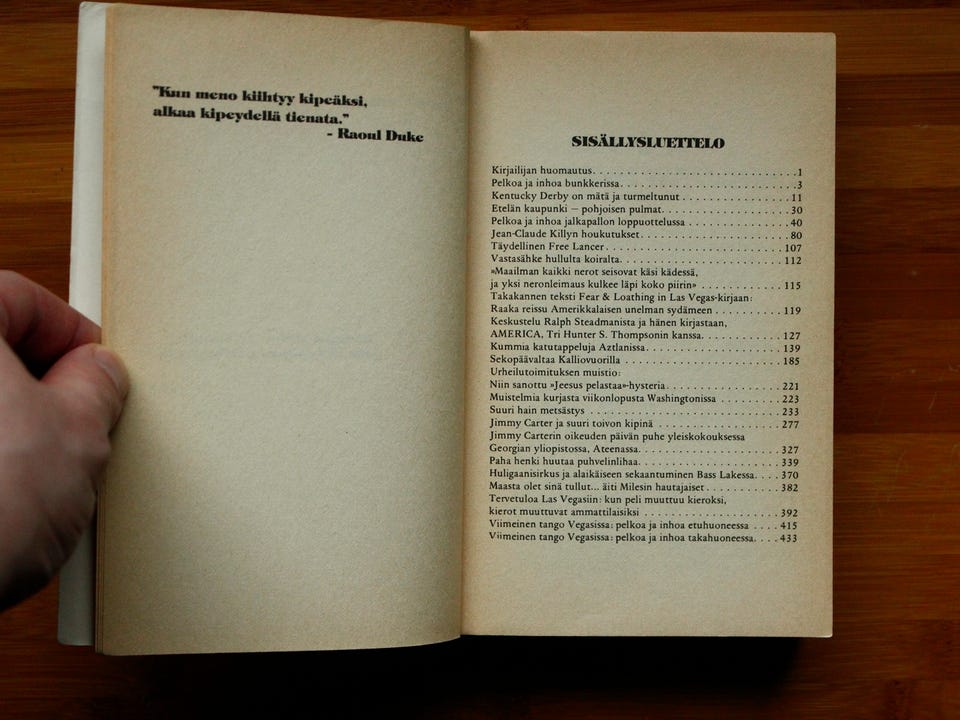 "Kun meno kiihtyy kipeäksi,
alkaa kipeydellä tienata."
- Raoul Duke
SISÄLLYSLUETTELO
Kirjailijan huomautus. . . . . . . . . . . . . . . . . . . . . . . . . . . . . .1
Pelkoa ja inhoa bunkkerissa. . . . . . . . . . . . . . . . . . . . . . . . . .3
Kentucky Derby on mätä ja turmeltunut . . . . . . . . . . . . . . . . 11
Etelän kaupunki — pohjoisen pulmat. . . . . . . . . . . . . . . . . . . 30
Pelkoa ja inhoa jalkapallon loppuottelussa . . . . . . . . . . . . . . . 40
Jean-Claude Killyn houkutukset. . . . . . . . . . . . . . . . . . . . . . 80
Täydellinen Free Lancer. . . . . . . . . . . . . . . . . . . . . . . . . . 107
Vastasähke hullulta koiralta. . . . . . . . . . . . . . . . . . . . . . . . 112
»Maailman kaikki nerot seisovat käsi kädessä,
ja yksi neronleimaus kulkee läpi koko piirin» . . . . . . . . . . . . 115
Takakannen teksti Fear & Loathing in Las Vegas-kirjaan:
Raaka reissu Amerikkalaisen unelman sydämeen . . . . . . . . . . 119
Keskustelu Ralph Steadmanista ja hänen kirjastaan,
AMERICA, Tri Hunter S. Thompsonin kanssa. . . . . . . . . . . . 127
Kummia katutappeluja Aztlanissa. . . . . . . . . . . . . . . . . . . . . 139
Sekopäävaltaa Kalliovuorilla . . . . . . . . . . . . . . . . . . . . . . . . 185
Urheilutoimituksen muistio:
Niin sanottu »Jeesus pelastaa»-hysteria. . . . . . . . . . . . . . . . . 221
Muistelmia kurjasta viikonlopusta Washingtonissa . . . . . . . . . . 223
Suuri hain metsästys . . . . . . . . . . . . . . . . . . . . . . . . . . . . 233
Jimmy Carter ja suuri toivon kipinä . . . . . . . . . . . . . . . . . . 277
Jimmy Carterin oikeuden päivän puhe yleiskokouksessa
Georgian yliopistossa, Ateenassa. . . . . . . . . . . . . . . . . . . . . 327
Paha henki huutaa puhvelinlihaa. . . . . . . . . . . . . . . . . . . . . 339
Huligaanisirkus ja alaikäiseen sekaantuminen Bass Lakessa. . . . 370
Maasta olet sinä tullut... äiti Milesin hautajaiset . . . . . . . . . . . 382
Tervetuloa Las Vegasiin: kun peli muuttuu kieroksi,
kierot muuttuvat ammattilaisiksi . . . . . . . . . . . . . . . . . . . . 392
Viimeinen tango Vegasissa: pelkoa ja inhoa etuhuoneessa . . . . 415
Viimeinen tango Vegasissa: pelkoa ja inhoa takahuoneessa. . . . 433